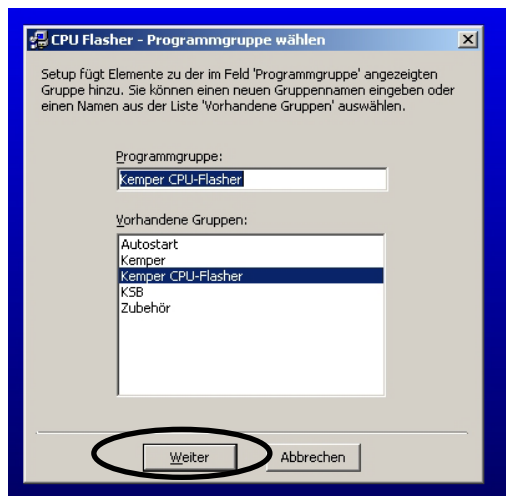 CPU Flasher - Programmgruppe wählen
Setup fügt Elemente zu der im Feld 'Programmgruppe' angezeigten
Gruppe hinzu. Sie können einen neuen Gruppennamen eingeben oder
einen Namen aus der Liste 'Vorhandene Gruppen' auswählen.
Programmgruppe:
Kemper CPU-Flasher
Vorhandene Gruppen:
Autostart
Kemper
Kemper CPU-Flasher
KSB
Zubehör
Weiter Abbrechen